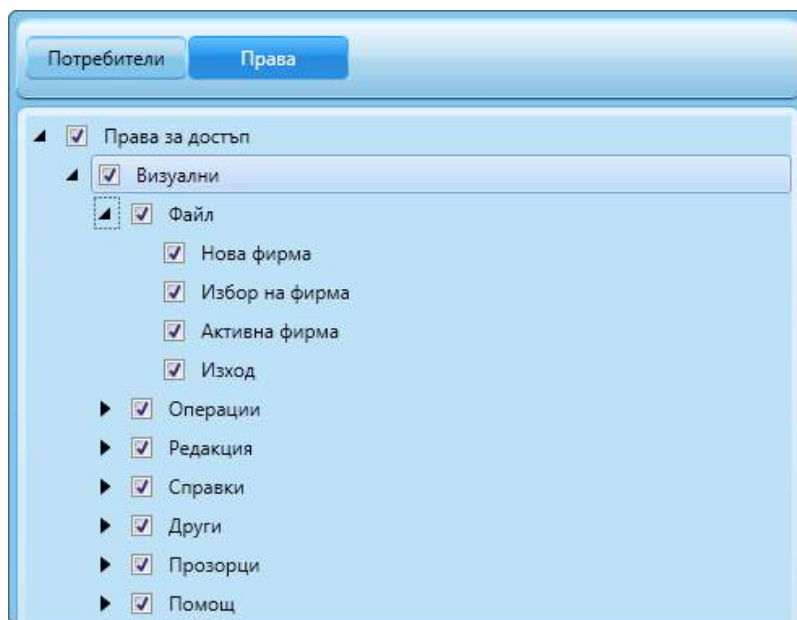 Потребители Права
Права за достъп
Визуални
Файл
Нова фирма
Избор на фирма
Активна фирма
Изход
Операции
Редакция
Справки
Други
Прозорци
Помощ